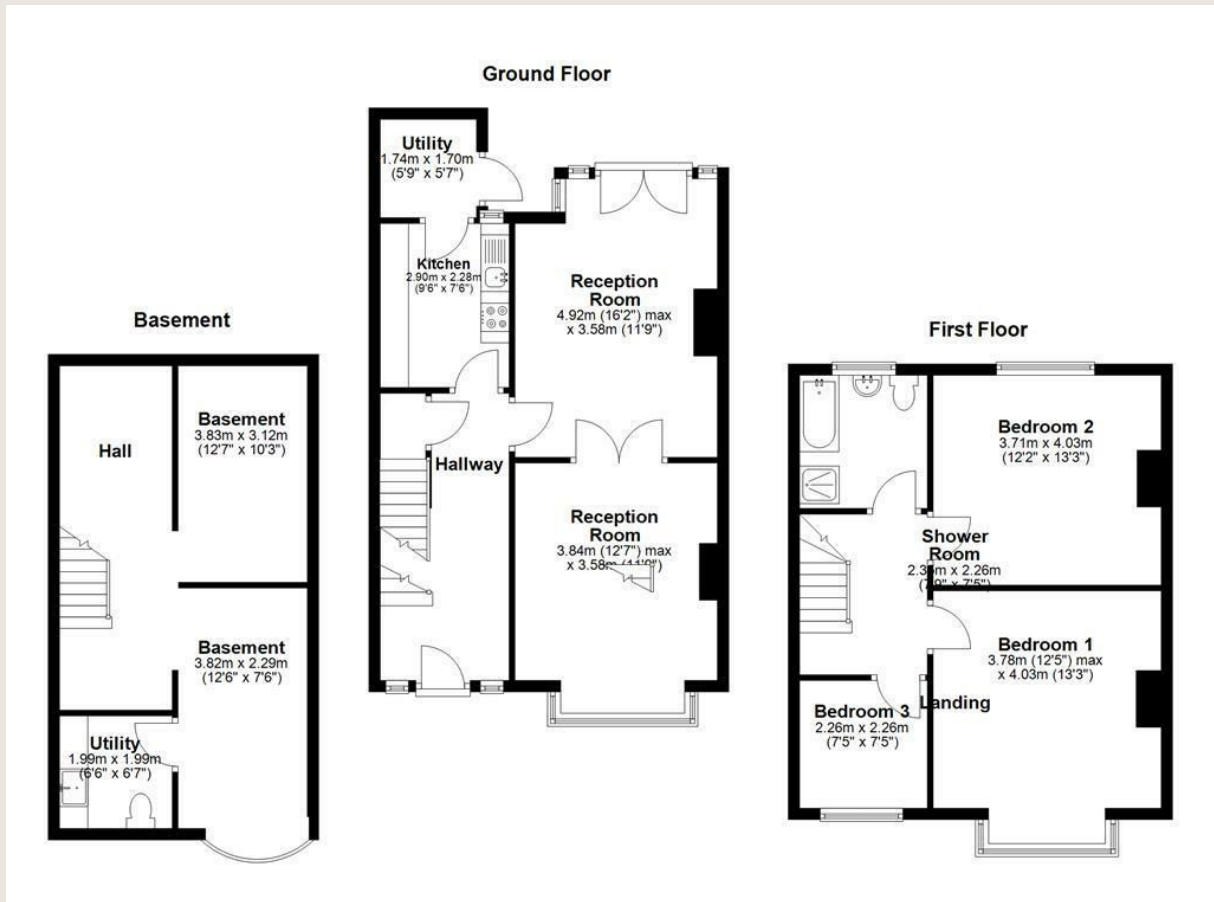 Ground Floor
Utility
1.74m x 1.70m
(5'9" x 5'7")
Kitchen
2.90m x 2.28m
(9'6" x 7'6")
Reception
Room
4.92m (16'2") max
x 3.58m (11'9")
Hallway
Reception
Room
3.84m (12'7") max
x 3.58m (11'9")
Basement
Hall
Basement
3.83m x 3.12m
(12'7" x 10'3")
Basement
3.82m x 2.29m
(12'6" x 7'6")
Utility
1.99m x 1.99m
(6'6" x 6'7")
First Floor
Bedroom 2
3.71m x 4.03m
(12'2" x 13'3")
Shower
Room
x 2.26m
x 7'5")
Bedroom 1
3.78m (12'5") max
x 4.03m (13'3")
Landing
Bedroom 3
2.26m x 2.26m
(7'5" x 7'5")